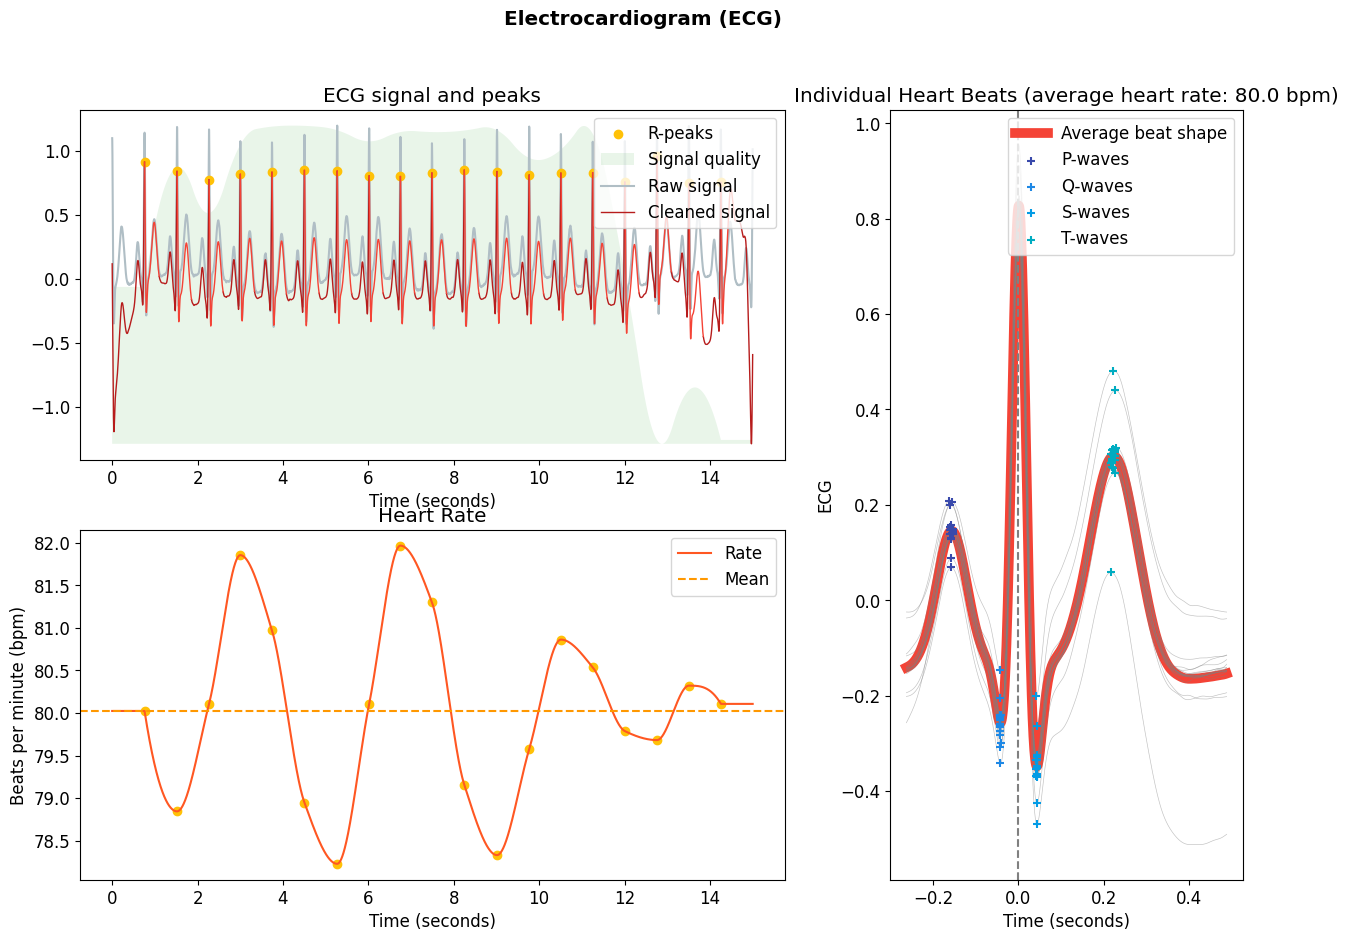 Electrocardiogram (ECG)
ECG signal and peaks
1.0
0.5
0.0
−0.5
−1.0
R-peaks
Signal quality
Raw signal
Cleaned signal
0 2 4 6 8 10 12 14
Time (seconds)
Heart Rate
Beats per minute (bpm)
82.0
81.5
81.0
80.5
80.0
79.5
79.0
78.5
Rate
Mean
0 2 4 6 8 10 12 14
Time (seconds)
Individual Heart Beats (average heart rate: 80.0 bpm)
ECG
1.0
0.8
0.6
0.4
0.2
0.0
−0.2
−0.4
Average beat shape
P-waves
Q-waves
S-waves
T-waves
−0.2 0.0 0.2 0.4
Time (seconds)